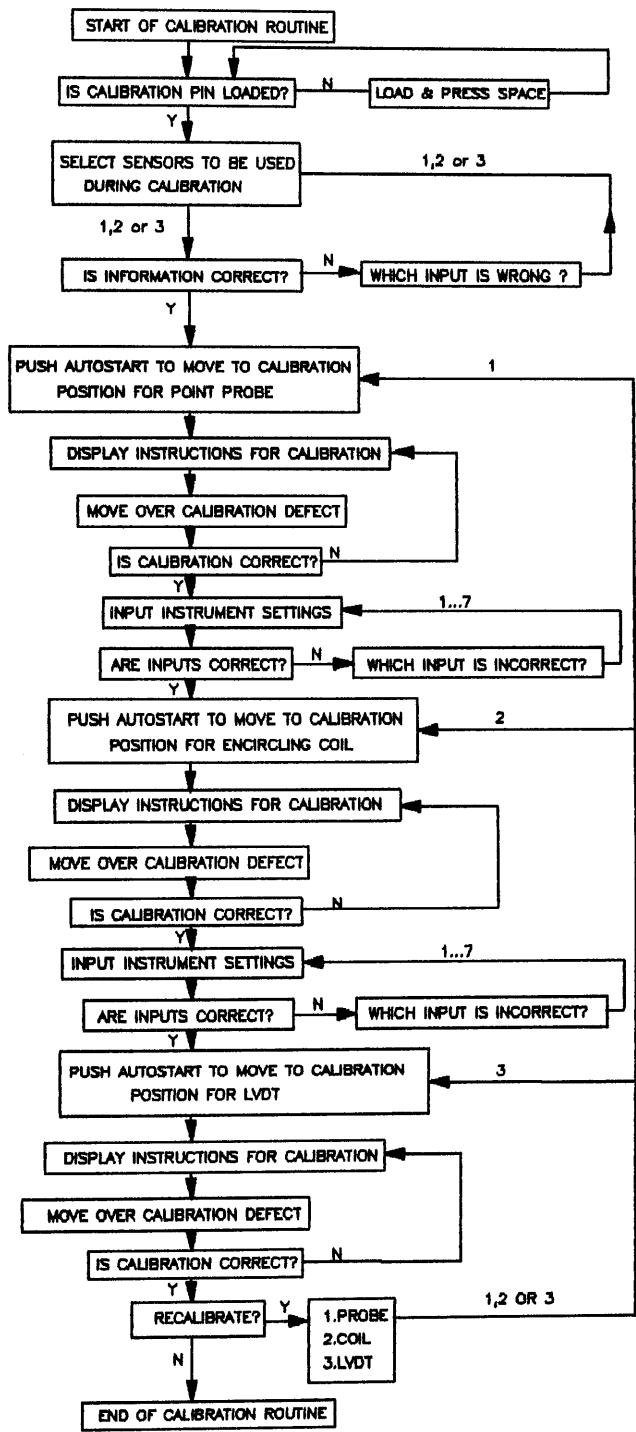 START OF CALIBRATION ROUTINE
IS CALIBRATION PIN LOADED?
N
LOAD & PRESS SPACE
Y
SELECT SENSORS TO BE USED
DURING CALIBRATION
1,2 or 3
1,2 or 3
IS INFORMATION CORRECT?
N
WHICH INPUT IS WRONG ?
Y
PUSH AUTOSTART TO MOVE TO CALIBRATION
POSITION FOR POINT PROBE
1
DISPLAY INSTRUCTIONS FOR CALIBRATION
MOVE OVER CALIBRATION DEFECT
IS CALIBRATION CORRECT?
N
Y
INPUT INSTRUMENT SETTINGS
1...7
ARE INPUTS CORRECT?
N
WHICH INPUT IS INCORRECT?
Y
PUSH AUTOSTART TO MOVE TO CALIBRATION
POSITION FOR ENCIRCLING COIL
2
DISPLAY INSTRUCTIONS FOR CALIBRATION
MOVE OVER CALIBRATION DEFECT
IS CALIBRATION CORRECT?
N
Y
INPUT INSTRUMENT SETTINGS
1...7
ARE INPUTS CORRECT?
N
WHICH INPUT IS INCORRECT?
Y
PUSH AUTOSTART TO MOVE TO CALIBRATION
POSITION FOR LVDT
3
DISPLAY INSTRUCTIONS FOR CALIBRATION
MOVE OVER CALIBRATION DEFECT
IS CALIBRATION CORRECT?
N
Y
RECALIBRATE?
Y
1.PROBE
2.COIL
3.LVDT
1,2 OR 3
N
END OF CALIBRATION ROUTINE